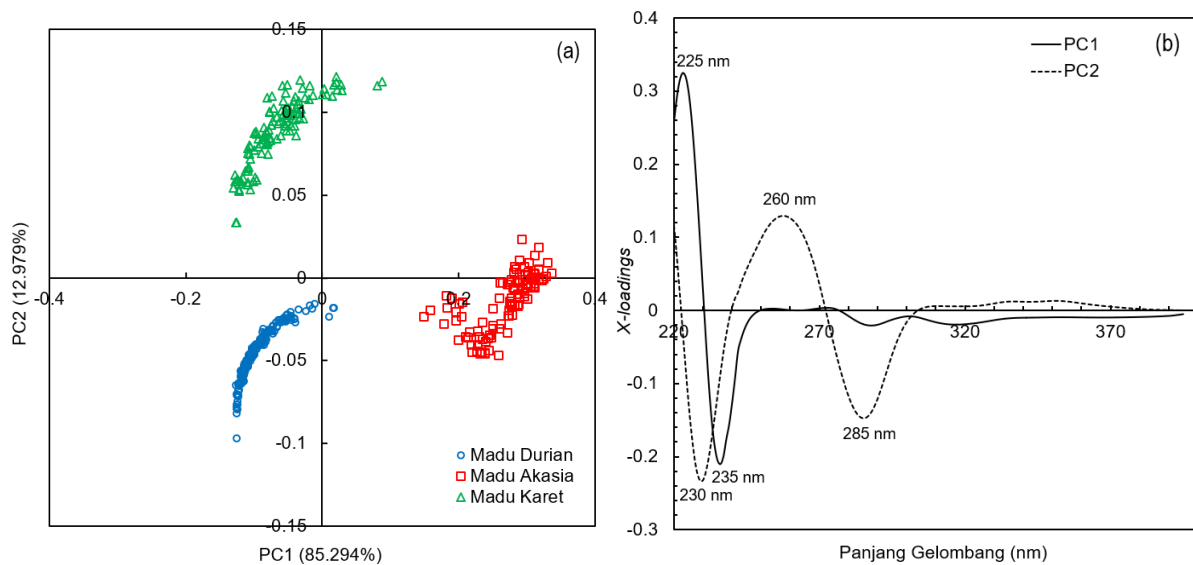 (a)
0.15
0.1
0.05
0
-0.05
-0.1
-0.15
-0.4
-0.2
0
0.2
0.4
PC2 (12.979%)
PC1 (85.294%)
Madu Durian
Madu Akasia
Madu Karet
(b)
0.4
0.3
0.2
0.1
0
-0.1
-0.2
-0.3
220
270
320
370
X-loadings
Panjang Gelombang (nm)
PC1
PC2
225 nm
260 nm
285 nm
235 nm
230 nm